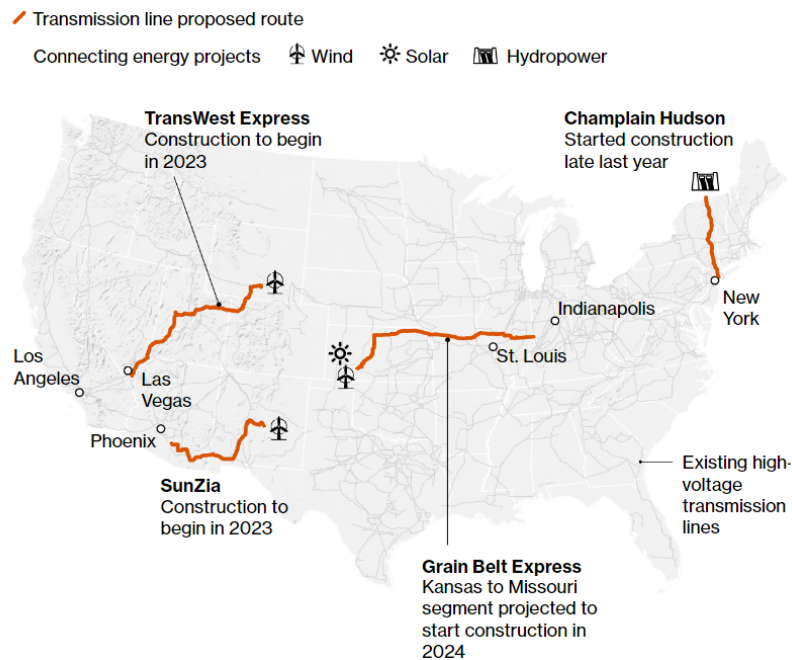 Transmission line proposed route
Connecting energy projects Wind Solar Hydropower
TransWest Express
Construction to begin
in 2023
Champlain Hudson
Started construction
late last year
Indianapolis
New
York
St. Louis
Los
Angeles
Las
Vegas
Phoenix
SunZia
Construction to
begin in 2023
Existing high-
voltage
transmission
lines
Grain Belt Express
Kansas to Missouri
segment projected to
start construction in
2024